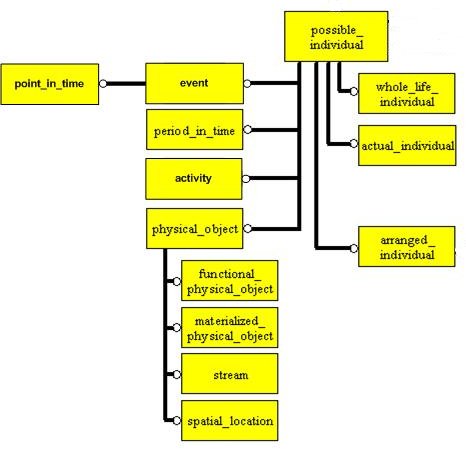 possible_
individual
point_in_time
event
whole_life_
individual
period_in_time
actual_individual
activity
physical_object
arranged_
individual
functional_
physical_object
materialized_
physical_object
stream
spatial_location